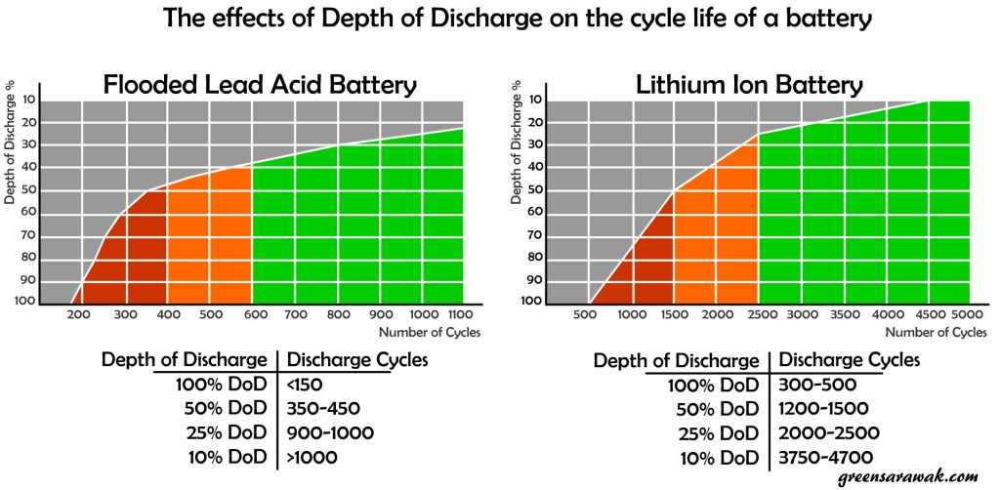 The effects of Depth of Discharge on the cycle life of a battery
Flooded Lead Acid Battery
Depth of Discharge %
10
20
30
40
50
60
70
80
90
100
200 300 400 500 600 700 800 900 1000 1100
Number of Cycles
Depth of Discharge Discharge Cycles
100% DoD <150
50% DoD 350-450
25% DoD 900-1000
10% DoD >1000
Lithium Ion Battery
Depth of Discharge %
10
20
30
40
50
60
70
80
90
100
500 1000 1500 2000 2500 3000 3500 4000 4500 5000
Number of Cycles
Depth of Discharge Discharge Cycles
100% DoD 300-500
50% DoD 1200-1500
25% DoD 2000-2500
10% DoD 3750-4700
greensarawak.com